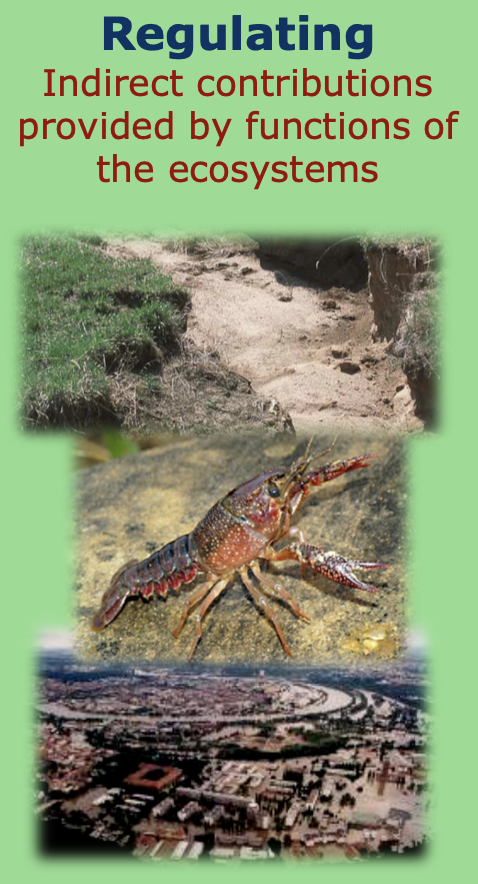 Regulating
Indirect contributions
provided by functions of
the ecosystems